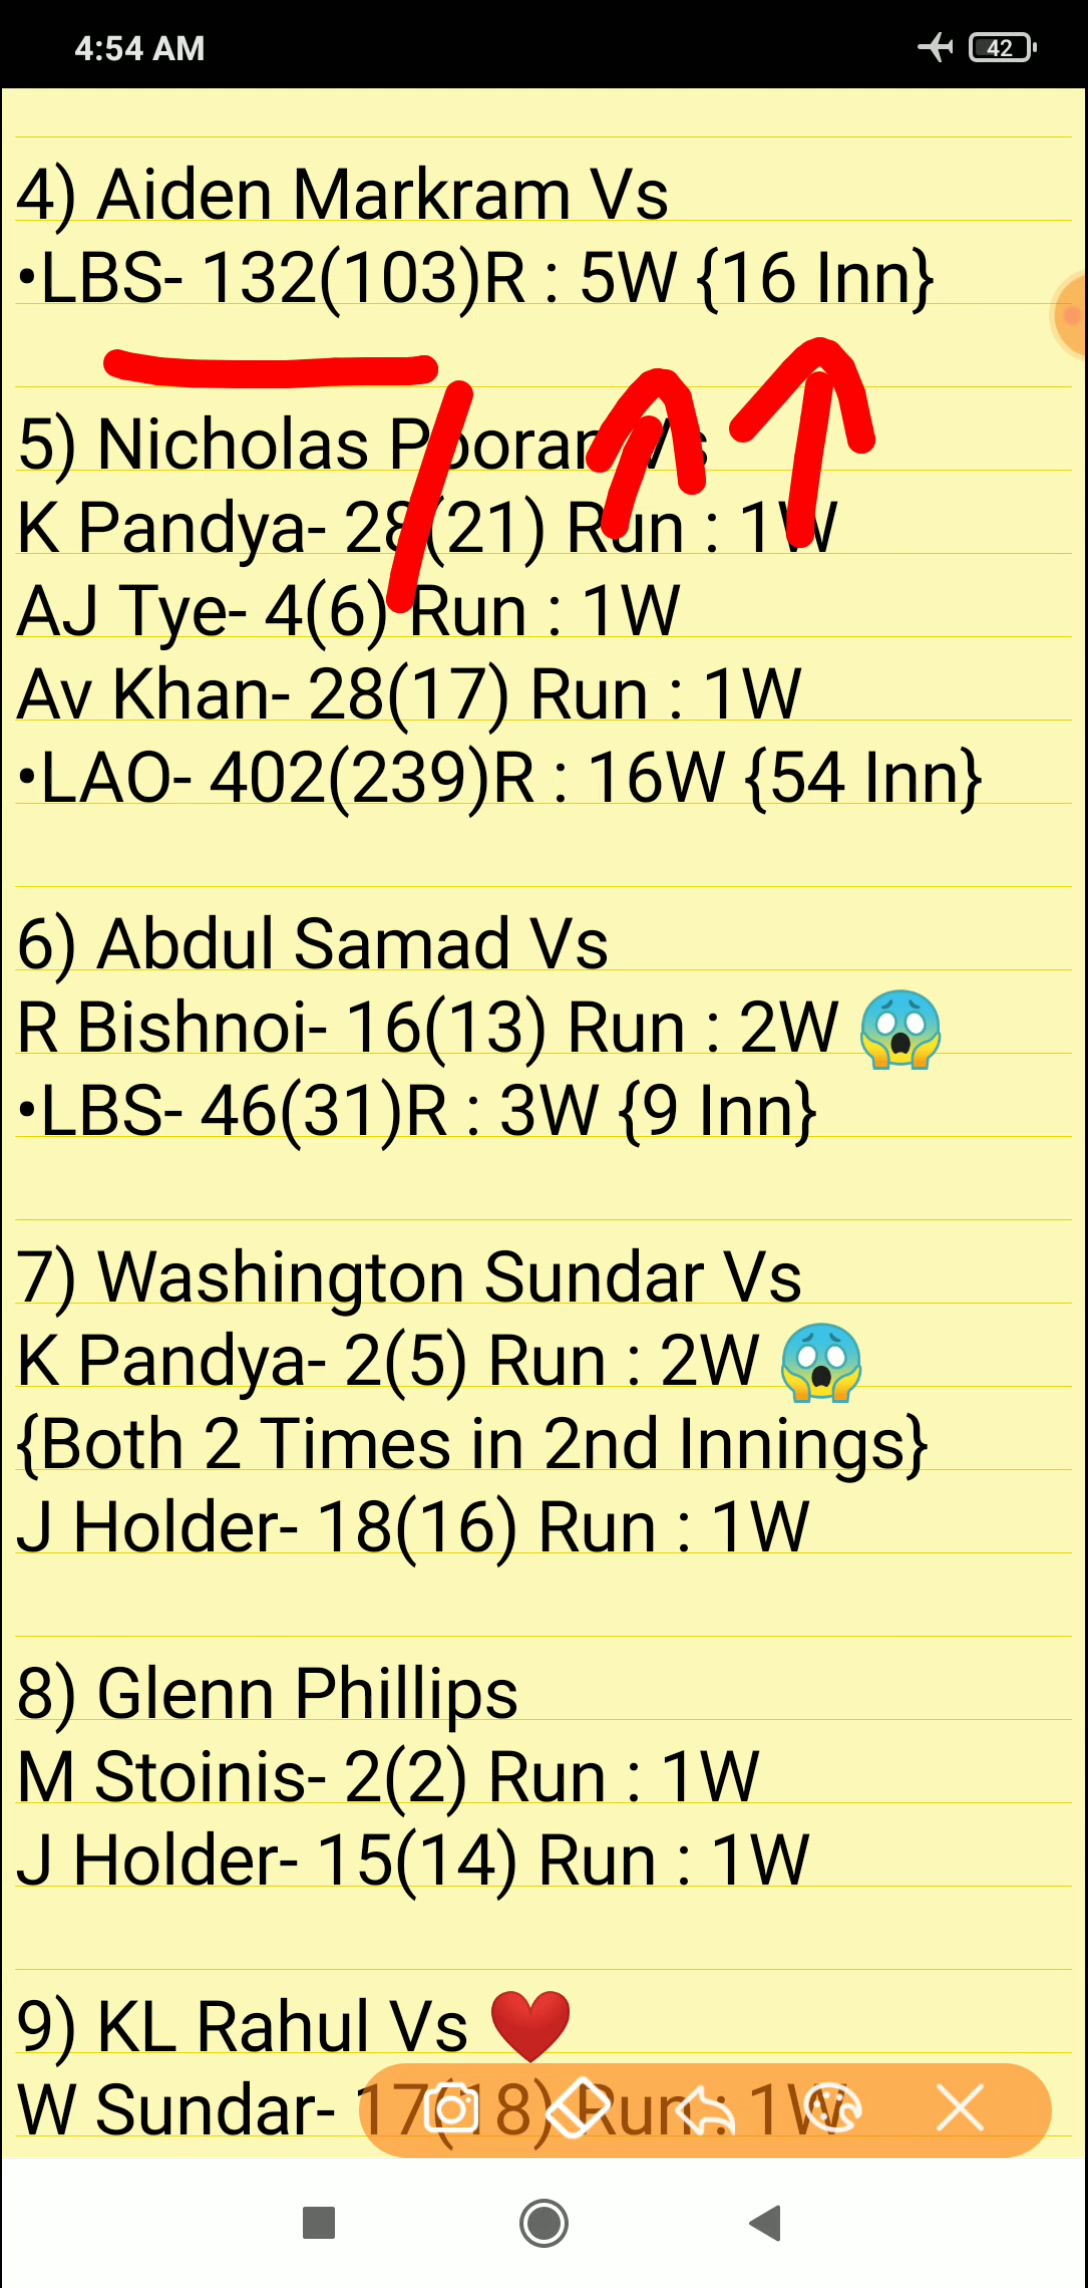 4:54 AM
42
4) Aiden Markram Vs
•LBS- 132(103)R : 5W {16 Inn}
5) Nicholas Pooran Vs
K Pandya- 28(21) Run : 1W
AJ Tye- 4(6) Run : 1W
Av Khan- 28(17) Run : 1W
•LAO- 402(239)R : 16W {54 Inn}
6) Abdul Samad Vs
R Bishnoi- 16(13) Run : 2W 😱
•LBS- 46(31)R : 3W {9 Inn}
7) Washington Sundar Vs
K Pandya- 2(5) Run : 2W 😱
{Both 2 Times in 2nd Innings}
J Holder- 18(16) Run : 1W
8) Glenn Phillips
M Stoinis- 2(2) Run : 1W
J Holder- 15(14) Run : 1W
9) KL Rahul Vs ❤️
W Sundar- 17(18) Run : 1W